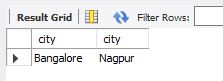 Result Grid Filter Rows:
city city
Bangalore Nagpur